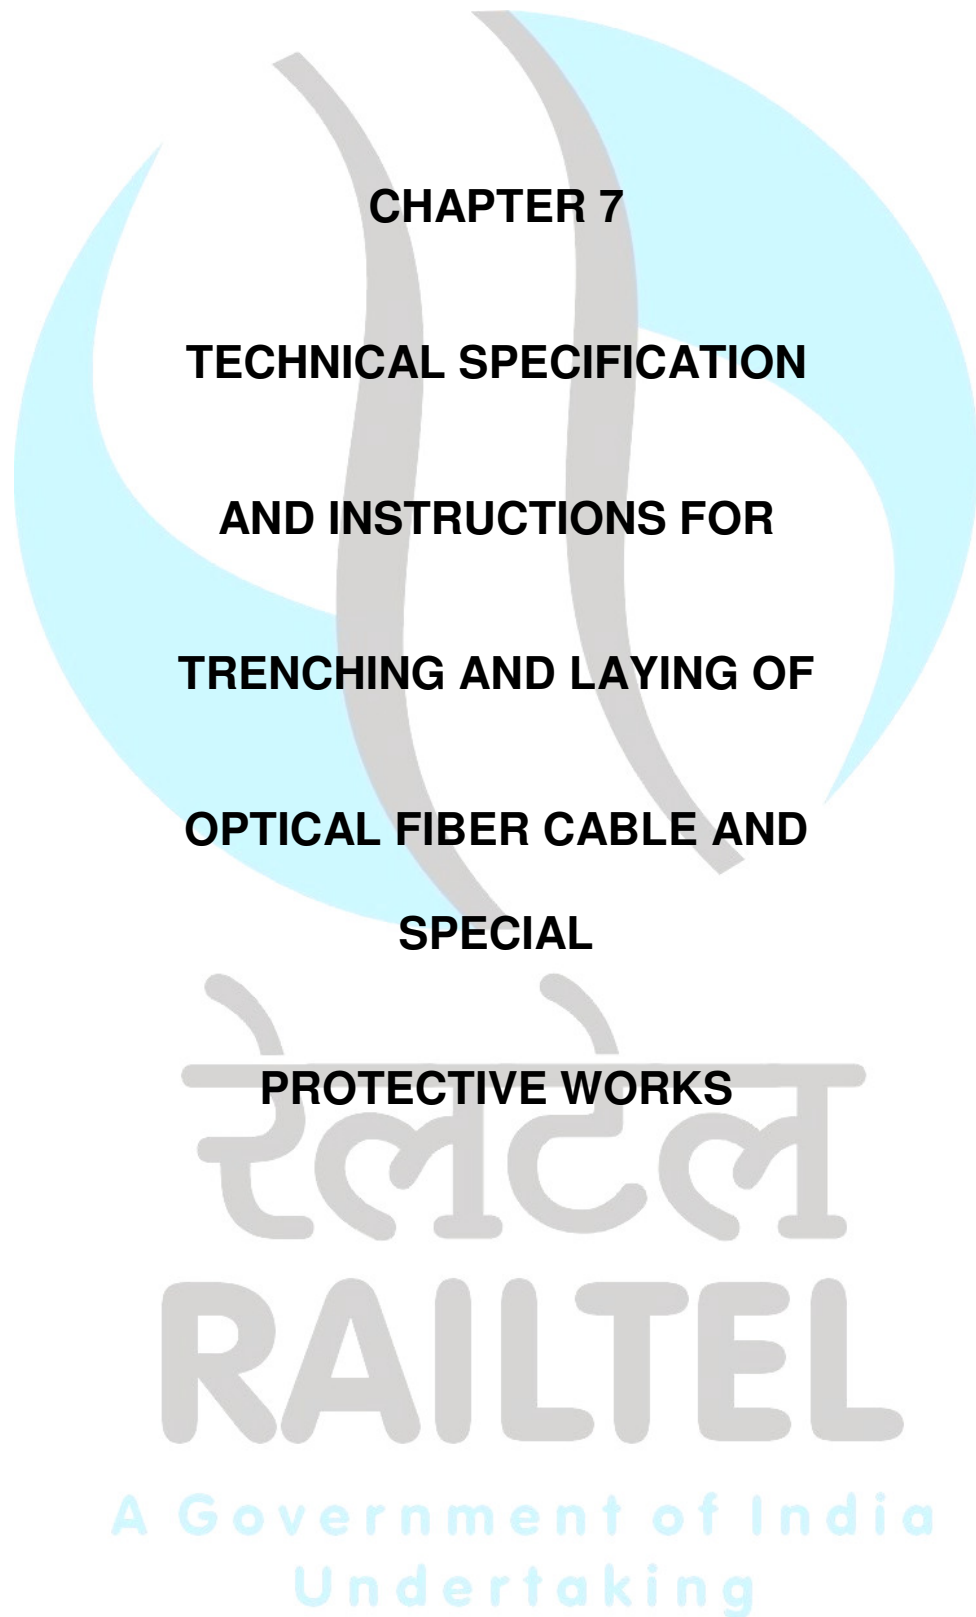 CHAPTER 7
TECHNICAL SPECIFICATION
AND INSTRUCTIONS FOR
TRENCHING AND LAYING OF
OPTICAL FIBER CABLE AND
SPECIAL
PROTECTIVE WORKS
रेलटेल
RAILTEL
A Government of India
Undertaking